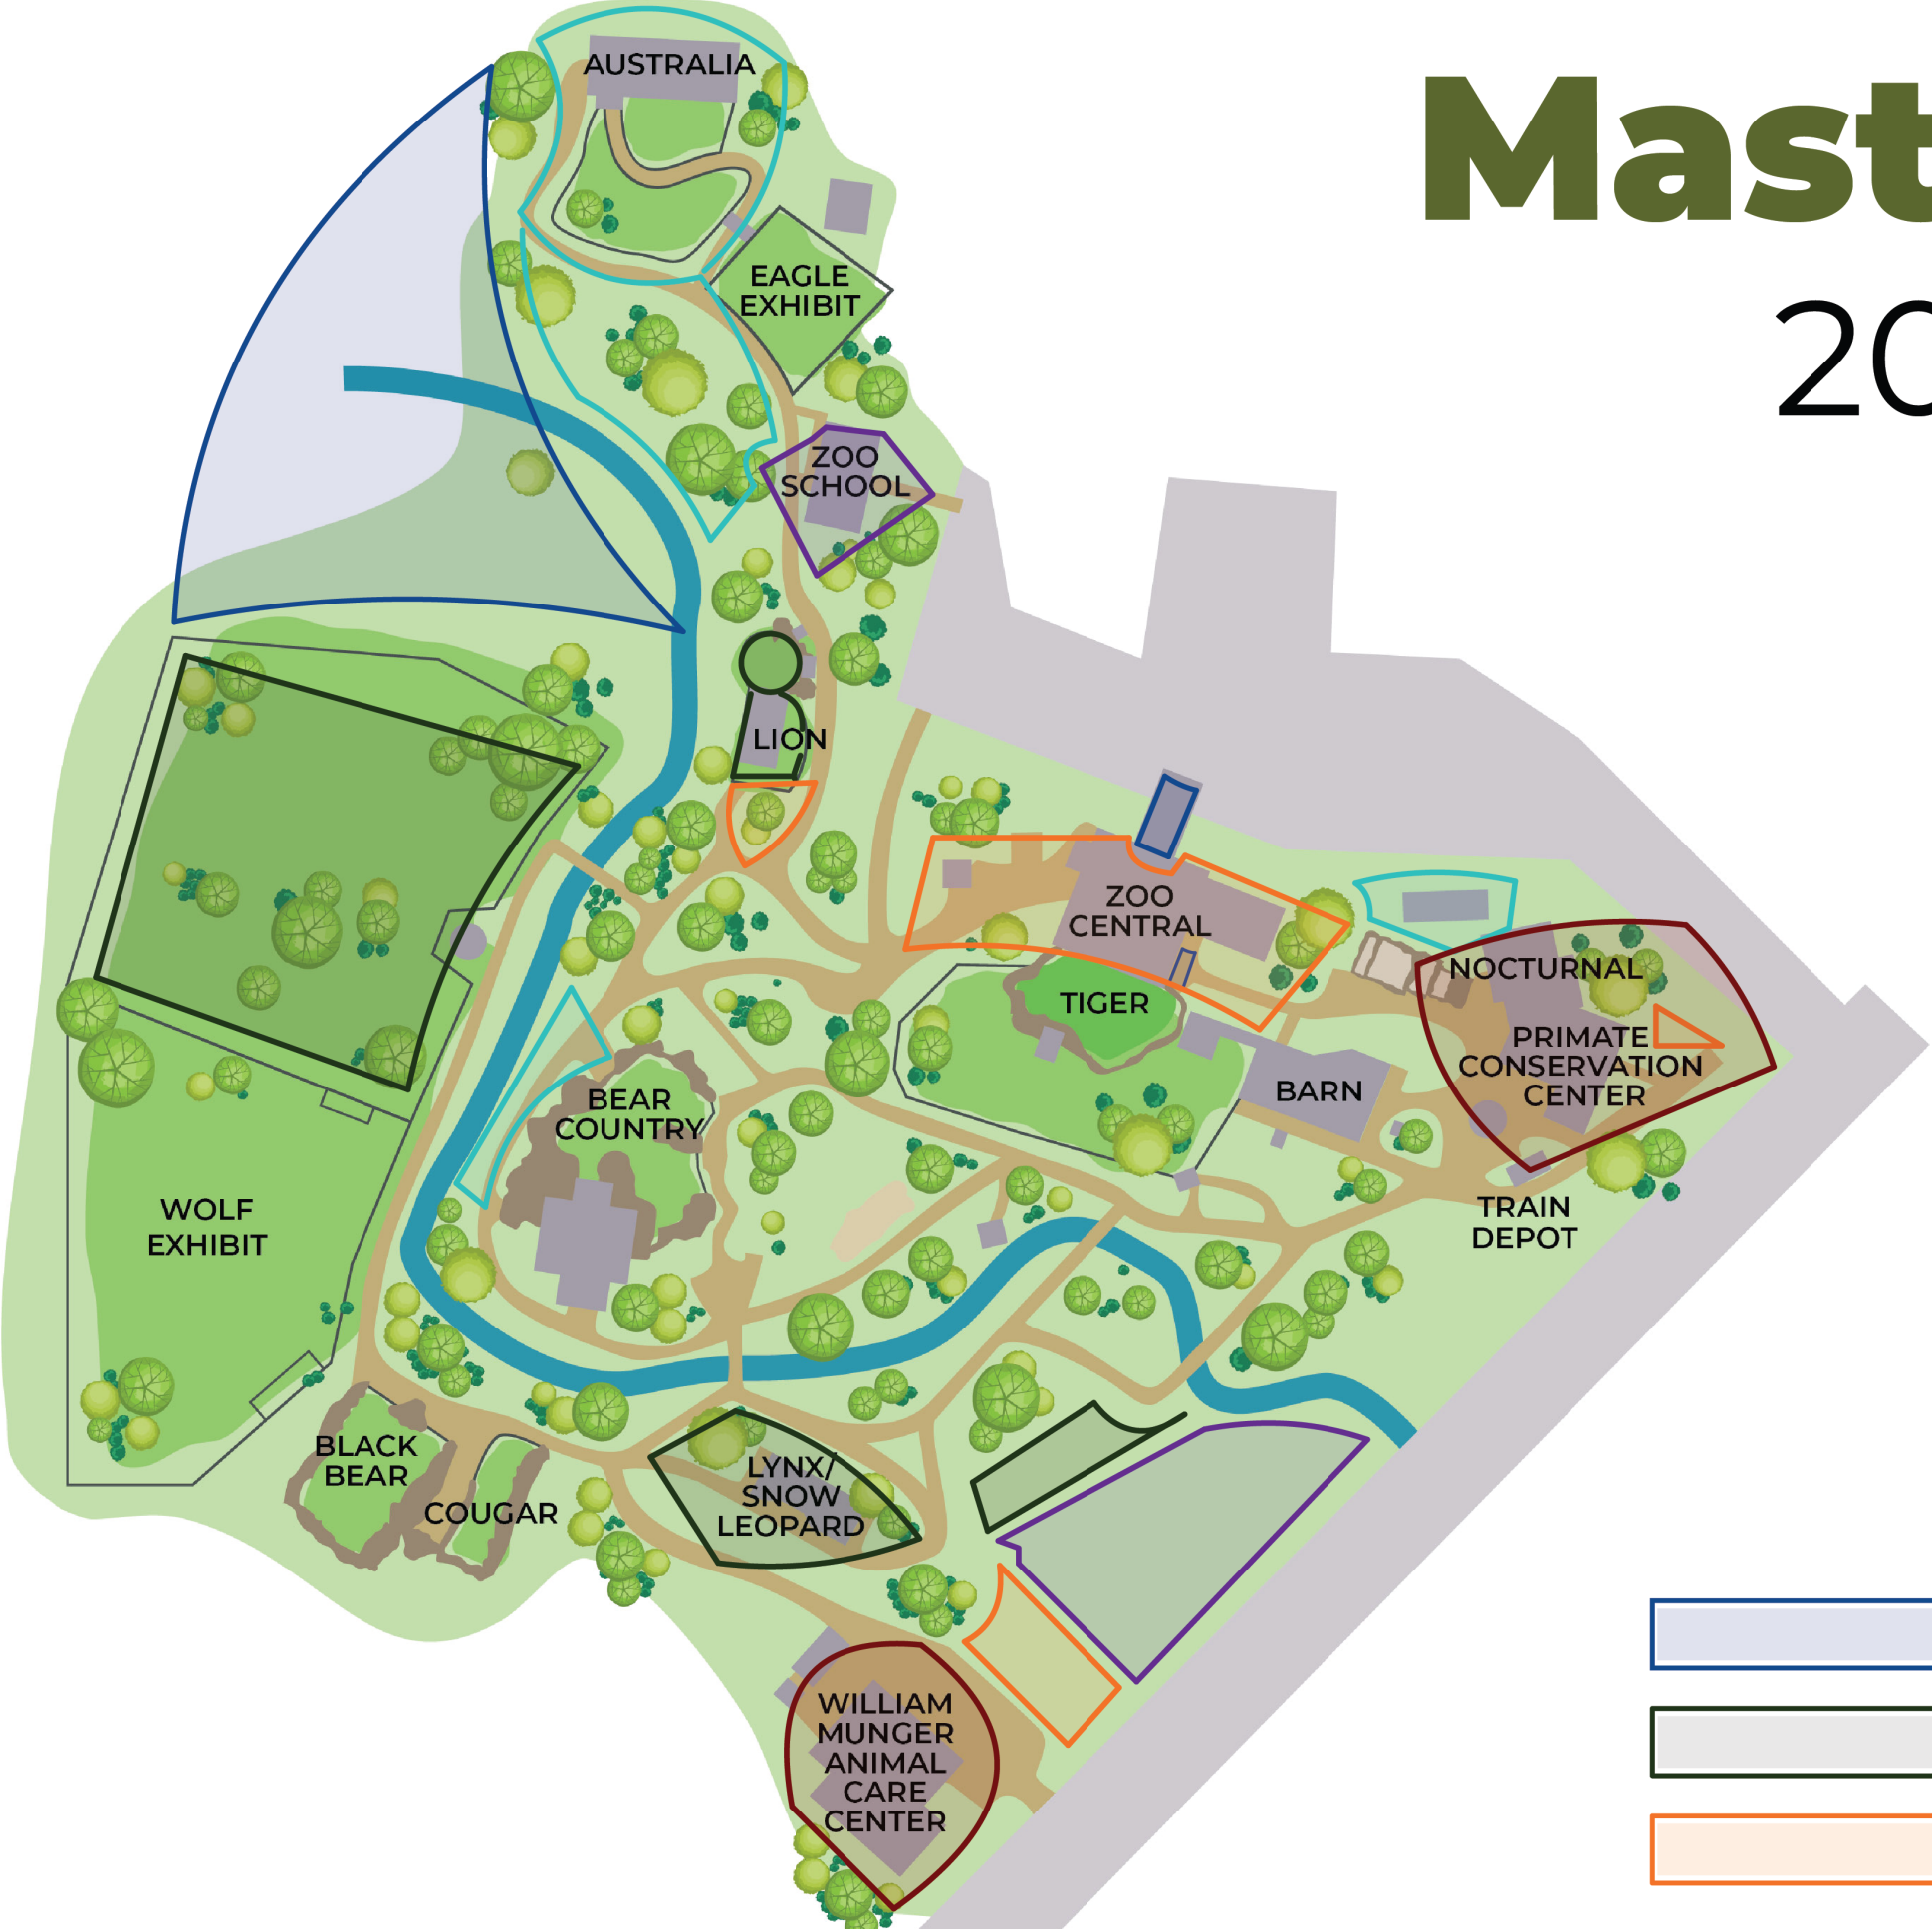 Mast
20
AUSTRALIA
EAGLE
EXHIBIT
ZOO
SCHOOL
LION
ZOO
CENTRAL
NOCTURNAL
TIGER
PRIMATE
CONSERVATION
CENTER
BARN
BEAR
COUNTRY
WOLF
EXHIBIT
TRAIN
DEPOT
BLACK
BEAR
COUGAR
LYNX/
SNOW
LEOPARD
WILLIAM
MUNGER
ANIMAL
CARE
CENTER